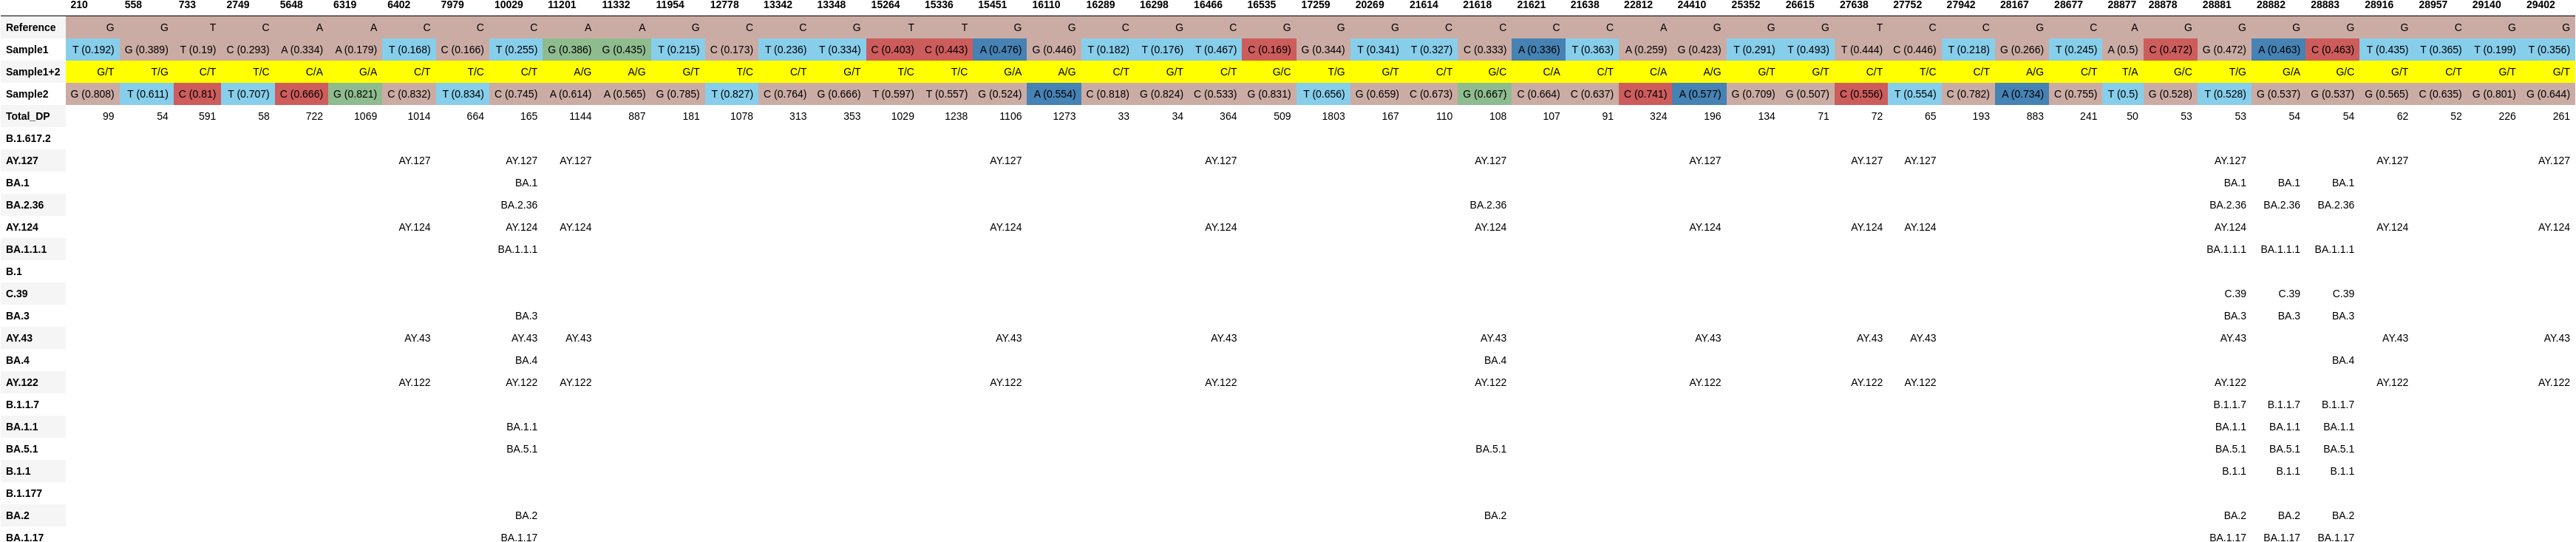 210 558 733 2749 5648 6319 6402 7979 10029 11201 11332 11954 12778 13342 13348 15264 15336 15451 16110 16289 16298 16466 16535 17259 20269 21614 21618 21621 21638 22812 24410 25352 26615 27638 27752 27942 28167 28677 28877 28878 28881 28882 28883 28916 28957 29140 29402
Reference G G T C A A C C C A A G C C G T T G G C G C G G G C C C C A G G G T C C G C A G G G G G C G G
Sample1 T (0.192) G (0.389) T (0.19) C (0.293) A (0.334) A (0.179) T (0.168) C (0.166) T (0.255) G (0.386) G (0.435) T (0.215) C (0.173) T (0.236) T (0.334) C (0.403) C (0.443) A (0.476) G (0.446) T (0.182) T (0.176) T (0.467) C (0.169) G (0.344) T (0.341) T (0.327) C (0.333) A (0.336) T (0.363) A (0.259) G (0.423) T (0.291) T (0.493) T (0.444) C (0.446) T (0.218) G (0.266) T (0.245) A (0.5) C (0.472) G (0.472) A (0.463) C (0.463) T (0.435) T (0.365) T (0.199) T (0.356)
Sample1+2 G/T T/G C/T T/C C/A G/A C/T T/C C/T A/G A/G G/T T/C C/T G/T T/C T/C G/A A/G C/T G/T C/T G/C T/G G/T C/T G/C C/A C/T C/A A/G G/T G/T C/T T/C C/T A/G C/T T/A G/C T/G G/A G/C G/T C/T G/T G/T
Sample2 G (0.808) T (0.611) C (0.81) T (0.707) C (0.666) G (0.821) C (0.832) T (0.834) C (0.745) A (0.614) A (0.565) G (0.785) T (0.827) C (0.764) G (0.666) T (0.597) T (0.557) G (0.524) A (0.554) C (0.818) G (0.824) C (0.533) G (0.831) T (0.656) G (0.659) C (0.673) G (0.667) C (0.664) C (0.637) C (0.741) A (0.577) G (0.709) G (0.507) C (0.556) T (0.554) C (0.782) A (0.734) C (0.755) T (0.5) G (0.528) T (0.528) G (0.537) G (0.537) G (0.565) C (0.635) G (0.801) G (0.644)
Total_DP 99 54 591 58 722 1069 1014 664 165 1144 887 181 1078 313 353 1029 1238 1106 1273 33 34 364 509 1803 167 110 108 107 91 324 196 134 71 72 65 193 883 241 50 53 53 54 54 62 52 226 261
B.1.617.2
AY.127 AY.127 AY.127 AY.127 AY.127 AY.127 AY.127 AY.127 AY.127 AY.127 AY.127 AY.127 AY.127
BA.1 BA.1 BA.1 BA.1 BA.1
BA.2.36 BA.2.36 BA.2.36 BA.2.36 BA.2.36 BA.2.36
AY.124 AY.124 AY.124 AY.124 AY.124 AY.124 AY.124 AY.124 AY.124 AY.124 AY.124 AY.124 AY.124
BA.1.1.1 BA.1.1.1 BA.1.1.1 BA.1.1.1 BA.1.1.1
B.1
C.39 C.39 C.39 C.39
BA.3 BA.3 BA.3 BA.3 BA.3
AY.43 AY.43 AY.43 AY.43 AY.43 AY.43 AY.43 AY.43 AY.43 AY.43 AY.43 AY.43 AY.43
BA.4 BA.4 BA.4 BA.4
AY.122 AY.122 AY.122 AY.122 AY.122 AY.122 AY.122 AY.122 AY.122 AY.122 AY.122 AY.122 AY.122
B.1.1.7 B.1.1.7 B.1.1.7 B.1.1.7
BA.1.1 BA.1.1 BA.1.1 BA.1.1 BA.1.1
BA.5.1 BA.5.1 BA.5.1 BA.5.1 BA.5.1 BA.5.1
B.1.1 B.1.1 B.1.1 B.1.1
B.1.177
BA.2 BA.2 BA.2 BA.2 BA.2 BA.2
BA.1.17 BA.1.17 BA.1.17 BA.1.17 BA.1.17